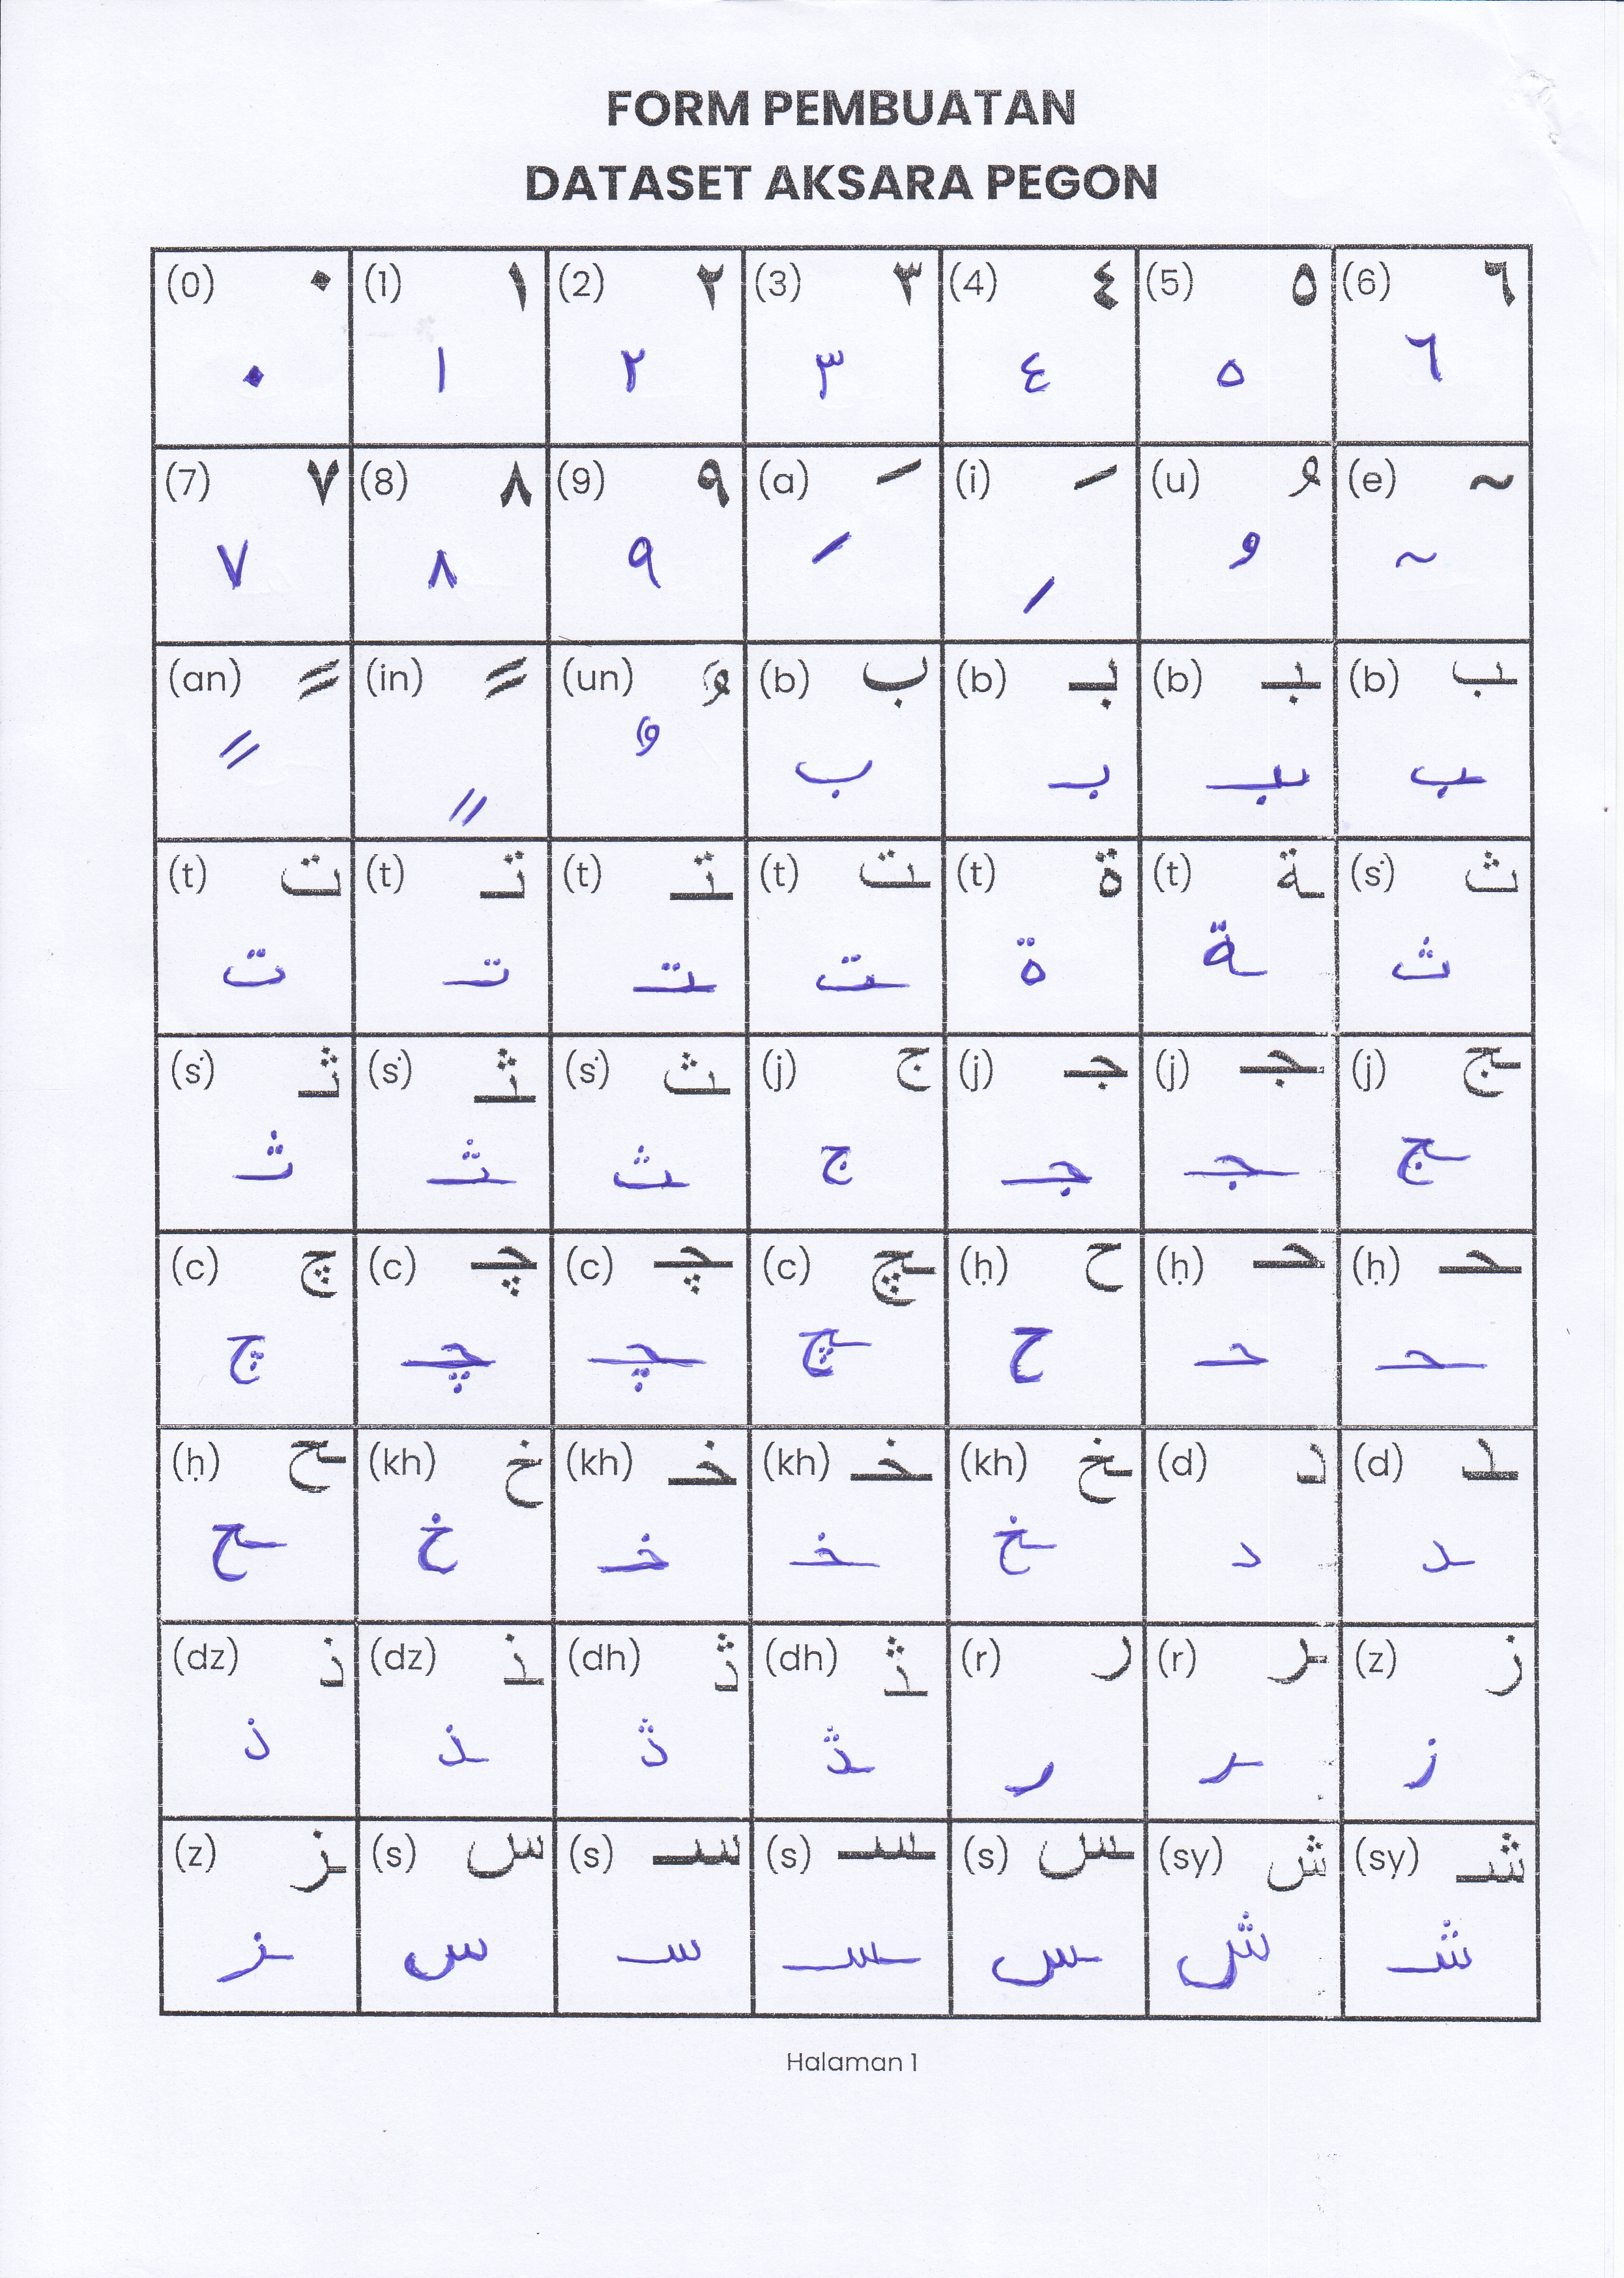 FORM PEMBUATAN
DATASET AKSARA PEGON
(0) ٠ (1) ١ (2) ٢ (3) ٣ (4) ٤ (5) ٥ (6) ٦
٠ ١ ٢ ٣ ٤ ٥ ٦
(7) ٧ (8) ٨ (9) ٩ (a) َ (i) ِ (u) ُ (e) ٓ
٧ ٨ ٩ َ ِ ُ ٓ
(an) ً (in) ٍ (un) ٌ (b) ب (b) بـ (b) ـبـ (b) ـب
ً ٍ ٌ ب بـ ـبـ ـب
(t) ت (t) تـ (t) ـتـ (t) ـت (t) ة (t) ـة (ṡ) ث
ت تـ ـتـ ـت ة ـة ث
(ṡ) ثـ (ṡ) ـثـ (ṡ) ـث (j) ج (j) جـ (j) ـجـ (j) ـج
ثـ ـثـ ـث ج جـ ـجـ ـج
(c) چ (c) چـ (c) ـچـ (c) ـچ (ḥ) ح (ḥ) حـ (ḥ) ـحـ
چ چـ ـچـ ـچ ح حـ ـحـ
(ḥ) ـح (kh) خ (kh) خـ (kh) ـخـ (kh) ـخ (d) د (d) ـد
ـح خ خـ ـخـ ـخ د ـد
(dz) ذ (dz) ـذ (dh) ڎ (dh) ـڎ (r) ر (r) ـر (z) ز
ذ ـذ ڎ ـڎ ر ـر ز
(z) ـز (s) س (s) سـ (s) ـسـ (s) ـس (sy) ش (sy) شـ
ـز س سـ ـسـ ـس ش شـ
Halaman 1